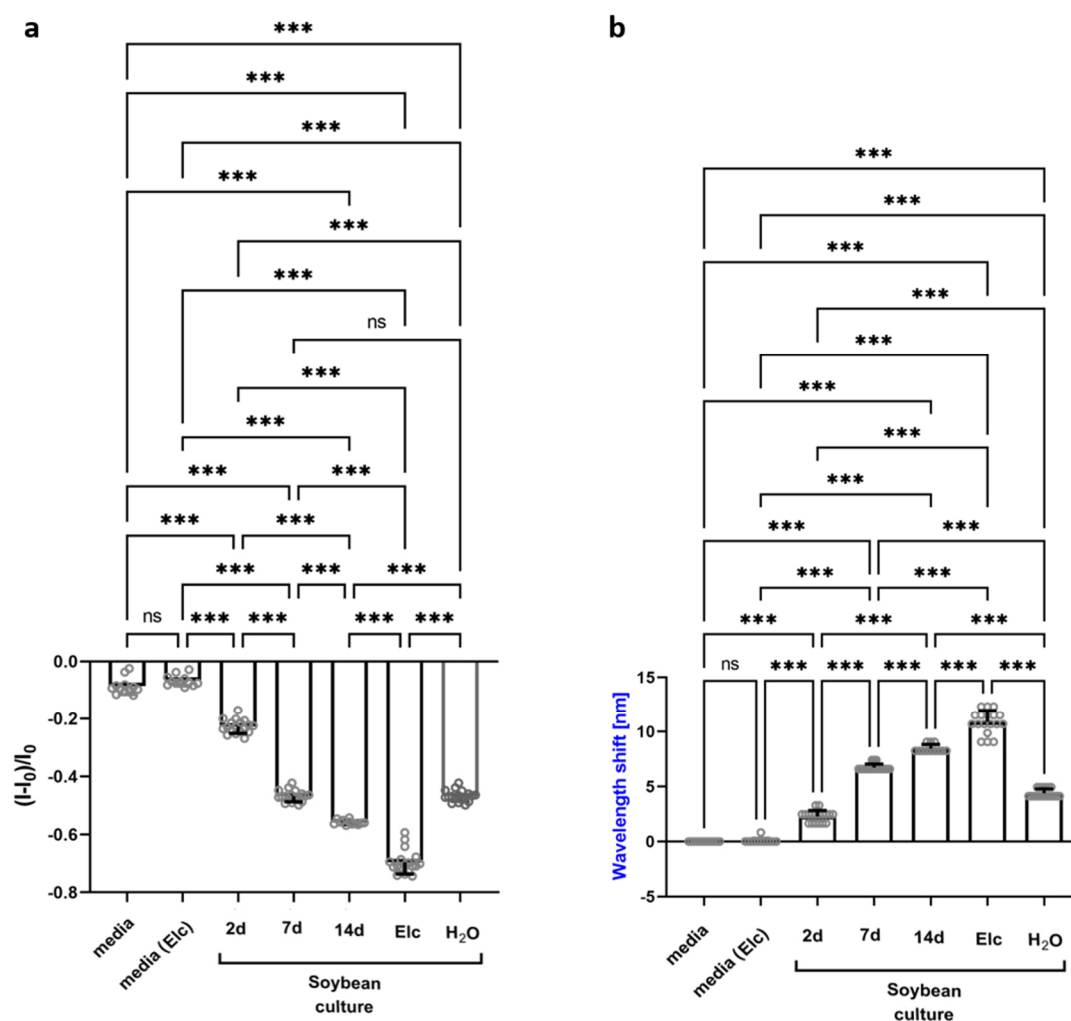 a
***
***
***
***
***
***
ns
***
***
*** ***
*** ***
*** *** ***
ns *** *** *** ***
0.0
-0.2
-0.4
-0.6
-0.8
(I-I₀)/I₀
media
media (Elc)
2d
7d
14d
Elc
H₂O
Soybean
culture
b
***
***
***
***
***
***
***
***
*** ***
*** ***
*** *** ***
ns *** *** *** *** ***
15
10
5
0
-5
Wavelength shift [nm]
media
media (Elc)
2d
7d
14d
Elc
H₂O
Soybean
culture